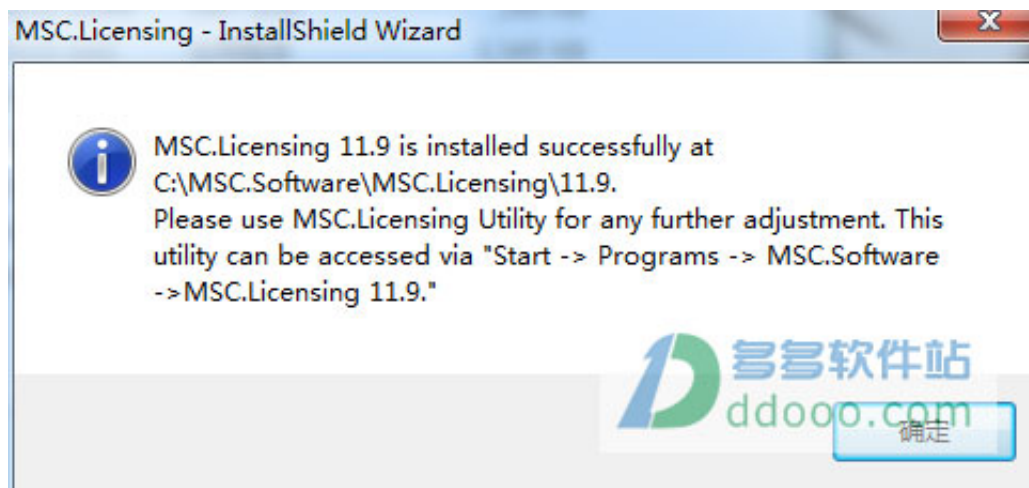 MSC.Licensing - InstallShield Wizard
MSC.Licensing 11.9 is installed successfully at
C:\MSC.Software\MSC.Licensing\11.9.
Please use MSC.Licensing Utility for any further adjustment. This
utility can be accessed via "Start -> Programs -> MSC.Software
->MSC.Licensing 11.9."
多多软件站
ddooo.com
确定